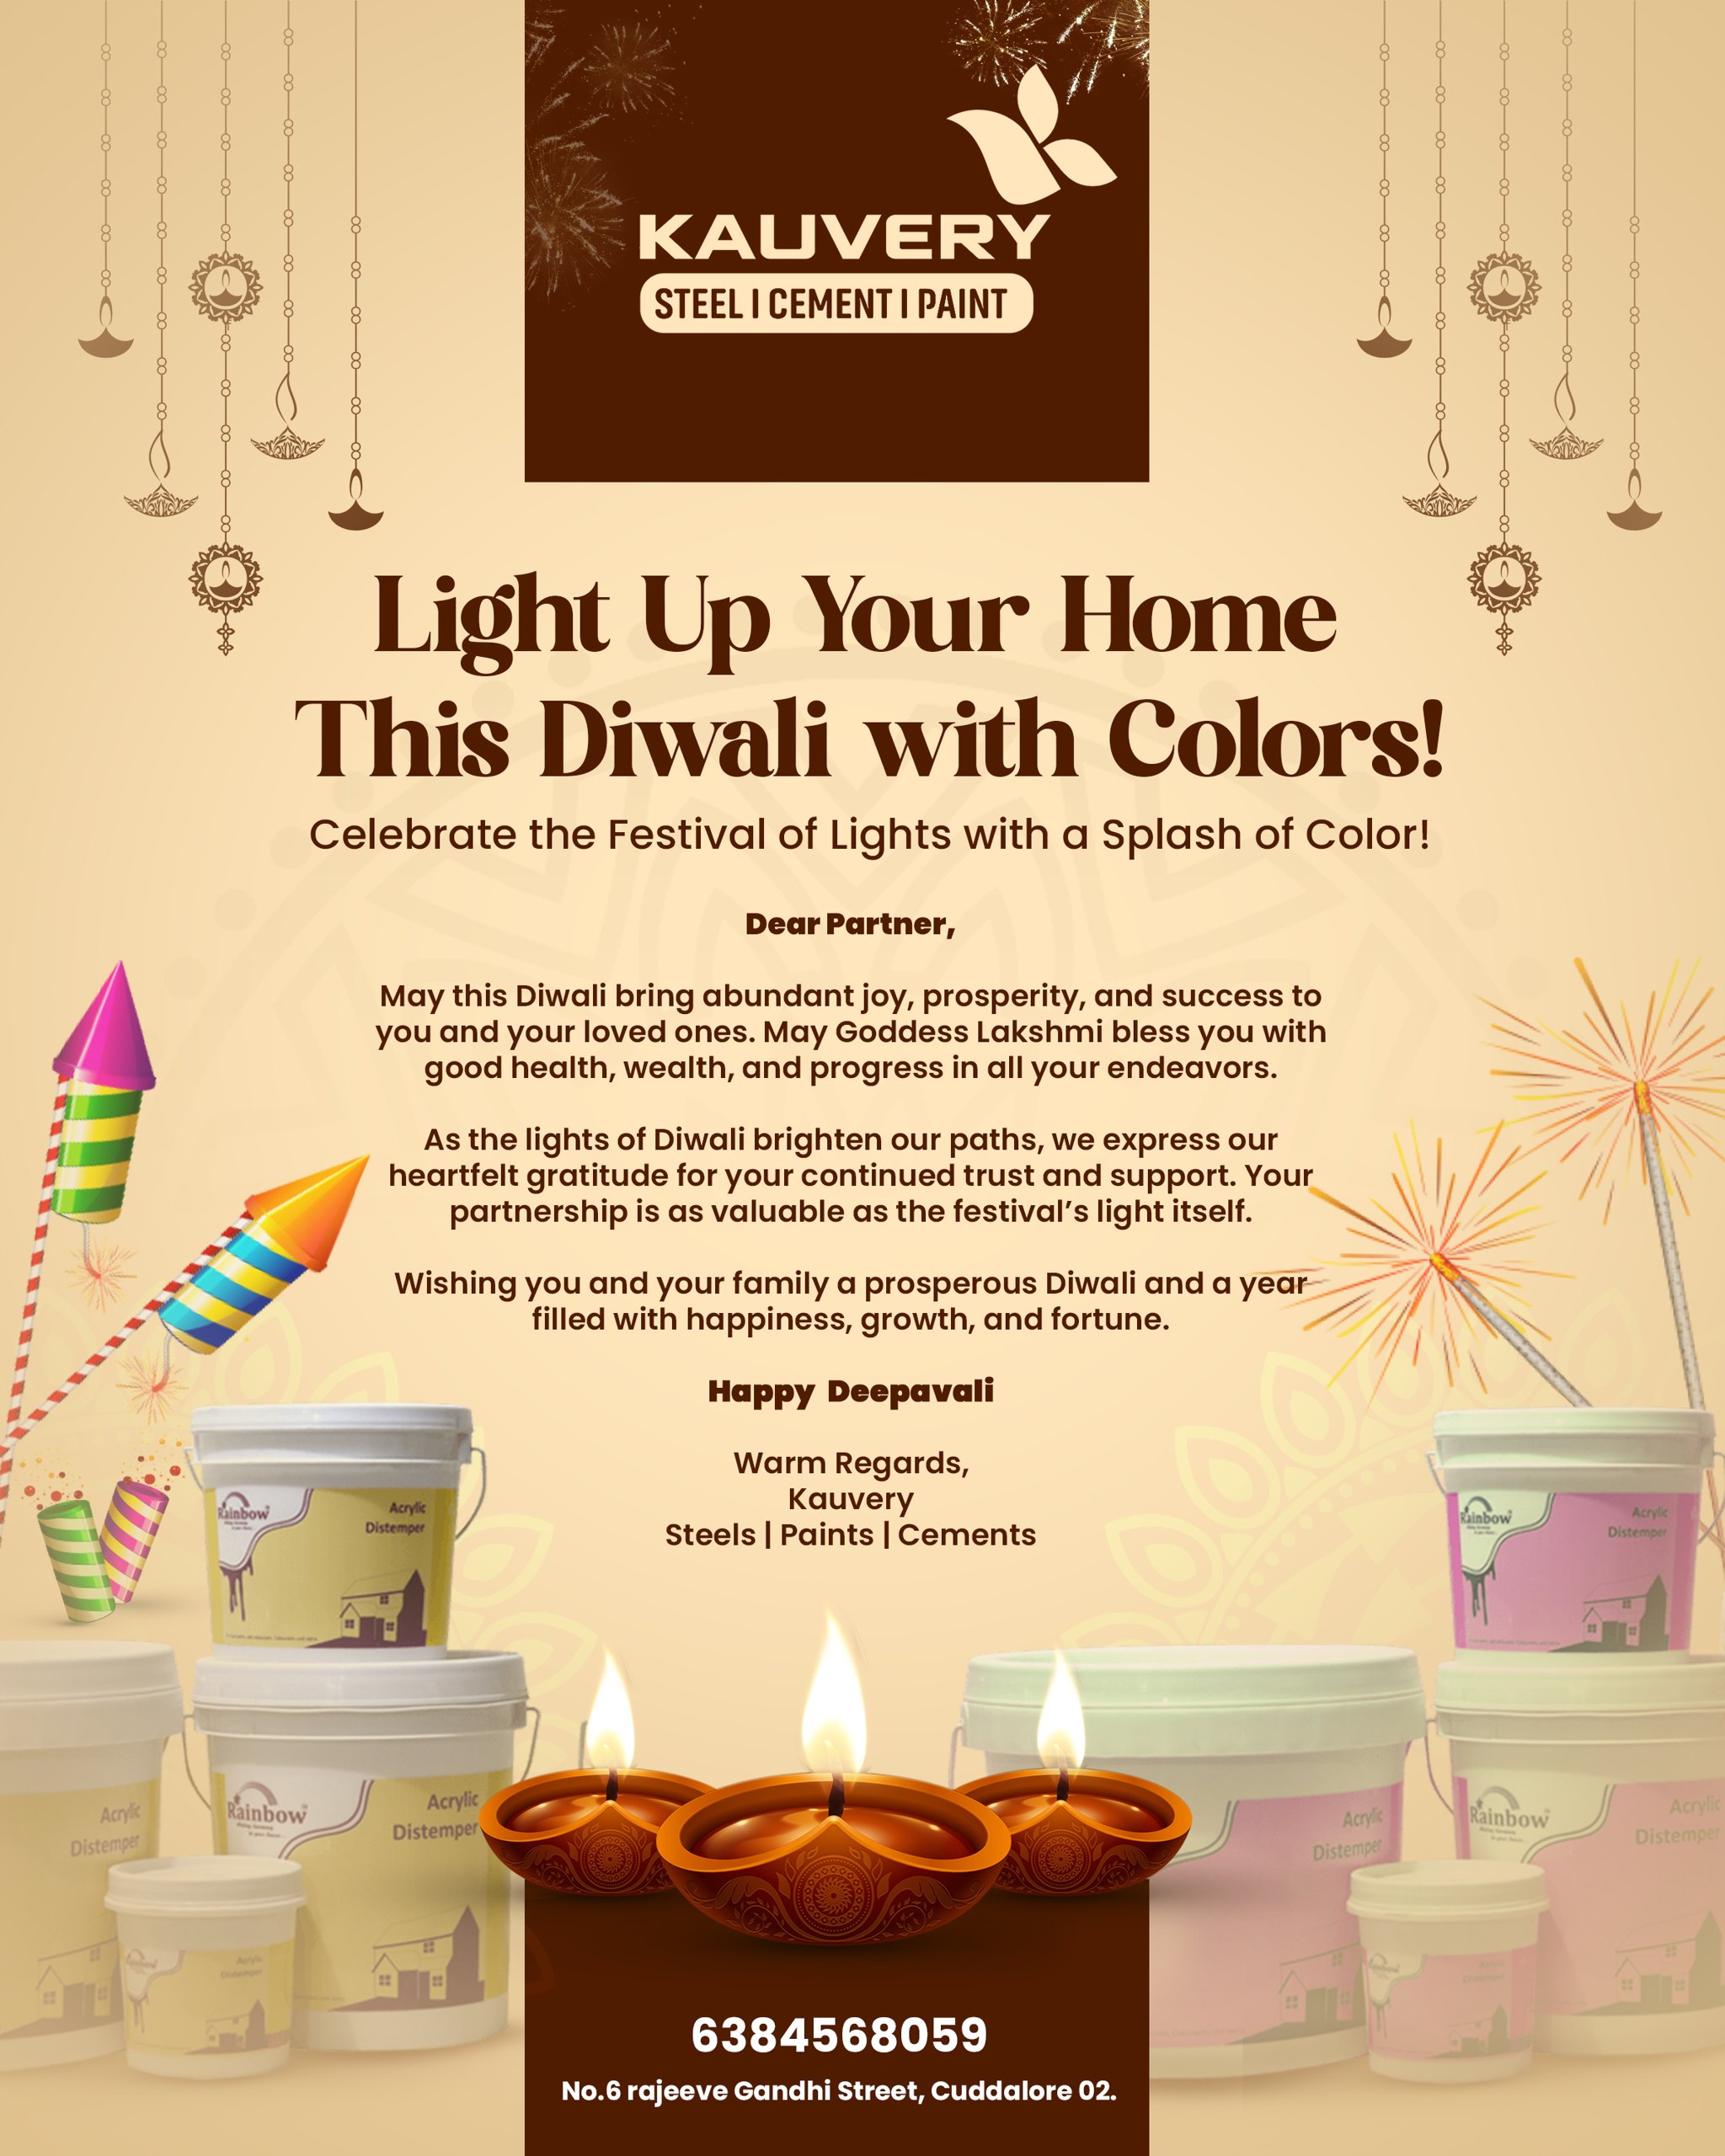 KAUVERY
STEEL | CEMENT | PAINT
Light Up Your Home
This Diwali with Colors!
Celebrate the Festival of Lights with a Splash of Color!
Dear Partner,
May this Diwali bring abundant joy, prosperity, and success to
you and your loved ones. May Goddess Lakshmi bless you with
good health, wealth, and progress in all your endeavors.
As the lights of Diwali brighten our paths, we express our
heartfelt gratitude for your continued trust and support. Your
partnership is as valuable as the festival’s light itself.
Wishing you and your family a prosperous Diwali and a year
filled with happiness, growth, and fortune.
Happy Deepavali
Warm Regards,
Kauvery
Steels | Paints | Cements
Rainbow
Acrylic
Distemper
Rainbow
Acrylic
Distemper
Acrylic
Distemper
Rainbow
Acrylic
Distemper
Rainbow
Acrylic
Distemper
Acrylic
Distemper
Rainbow
Acrylic
Distemper
Rainbow
Acrylic
Distemper
6384568059
No.6 rajeeve Gandhi Street, Cuddalore 02.